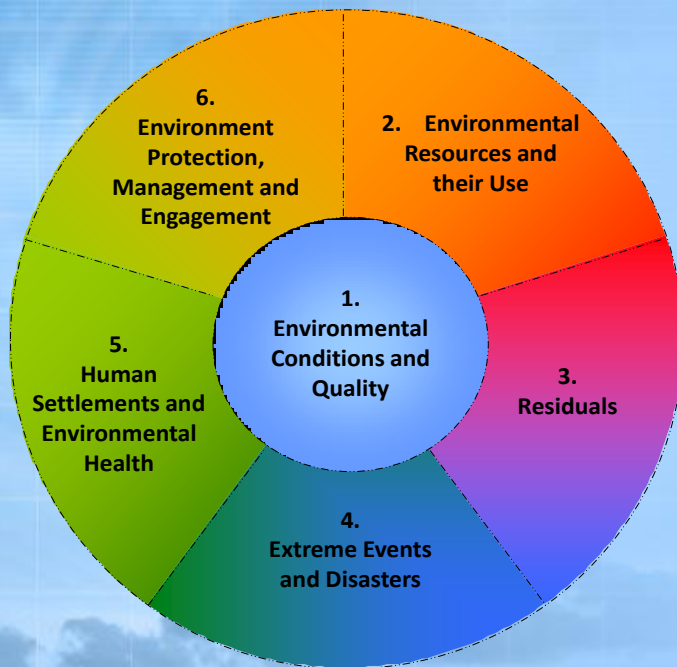 1.
Environmental
Conditions and
Quality
2. Environmental
Resources and
their Use
3.
Residuals
4.
Extreme Events
and Disasters
5.
Human
Settlements and
Environmental
Health
6.
Environment
Protection,
Management and
Engagement